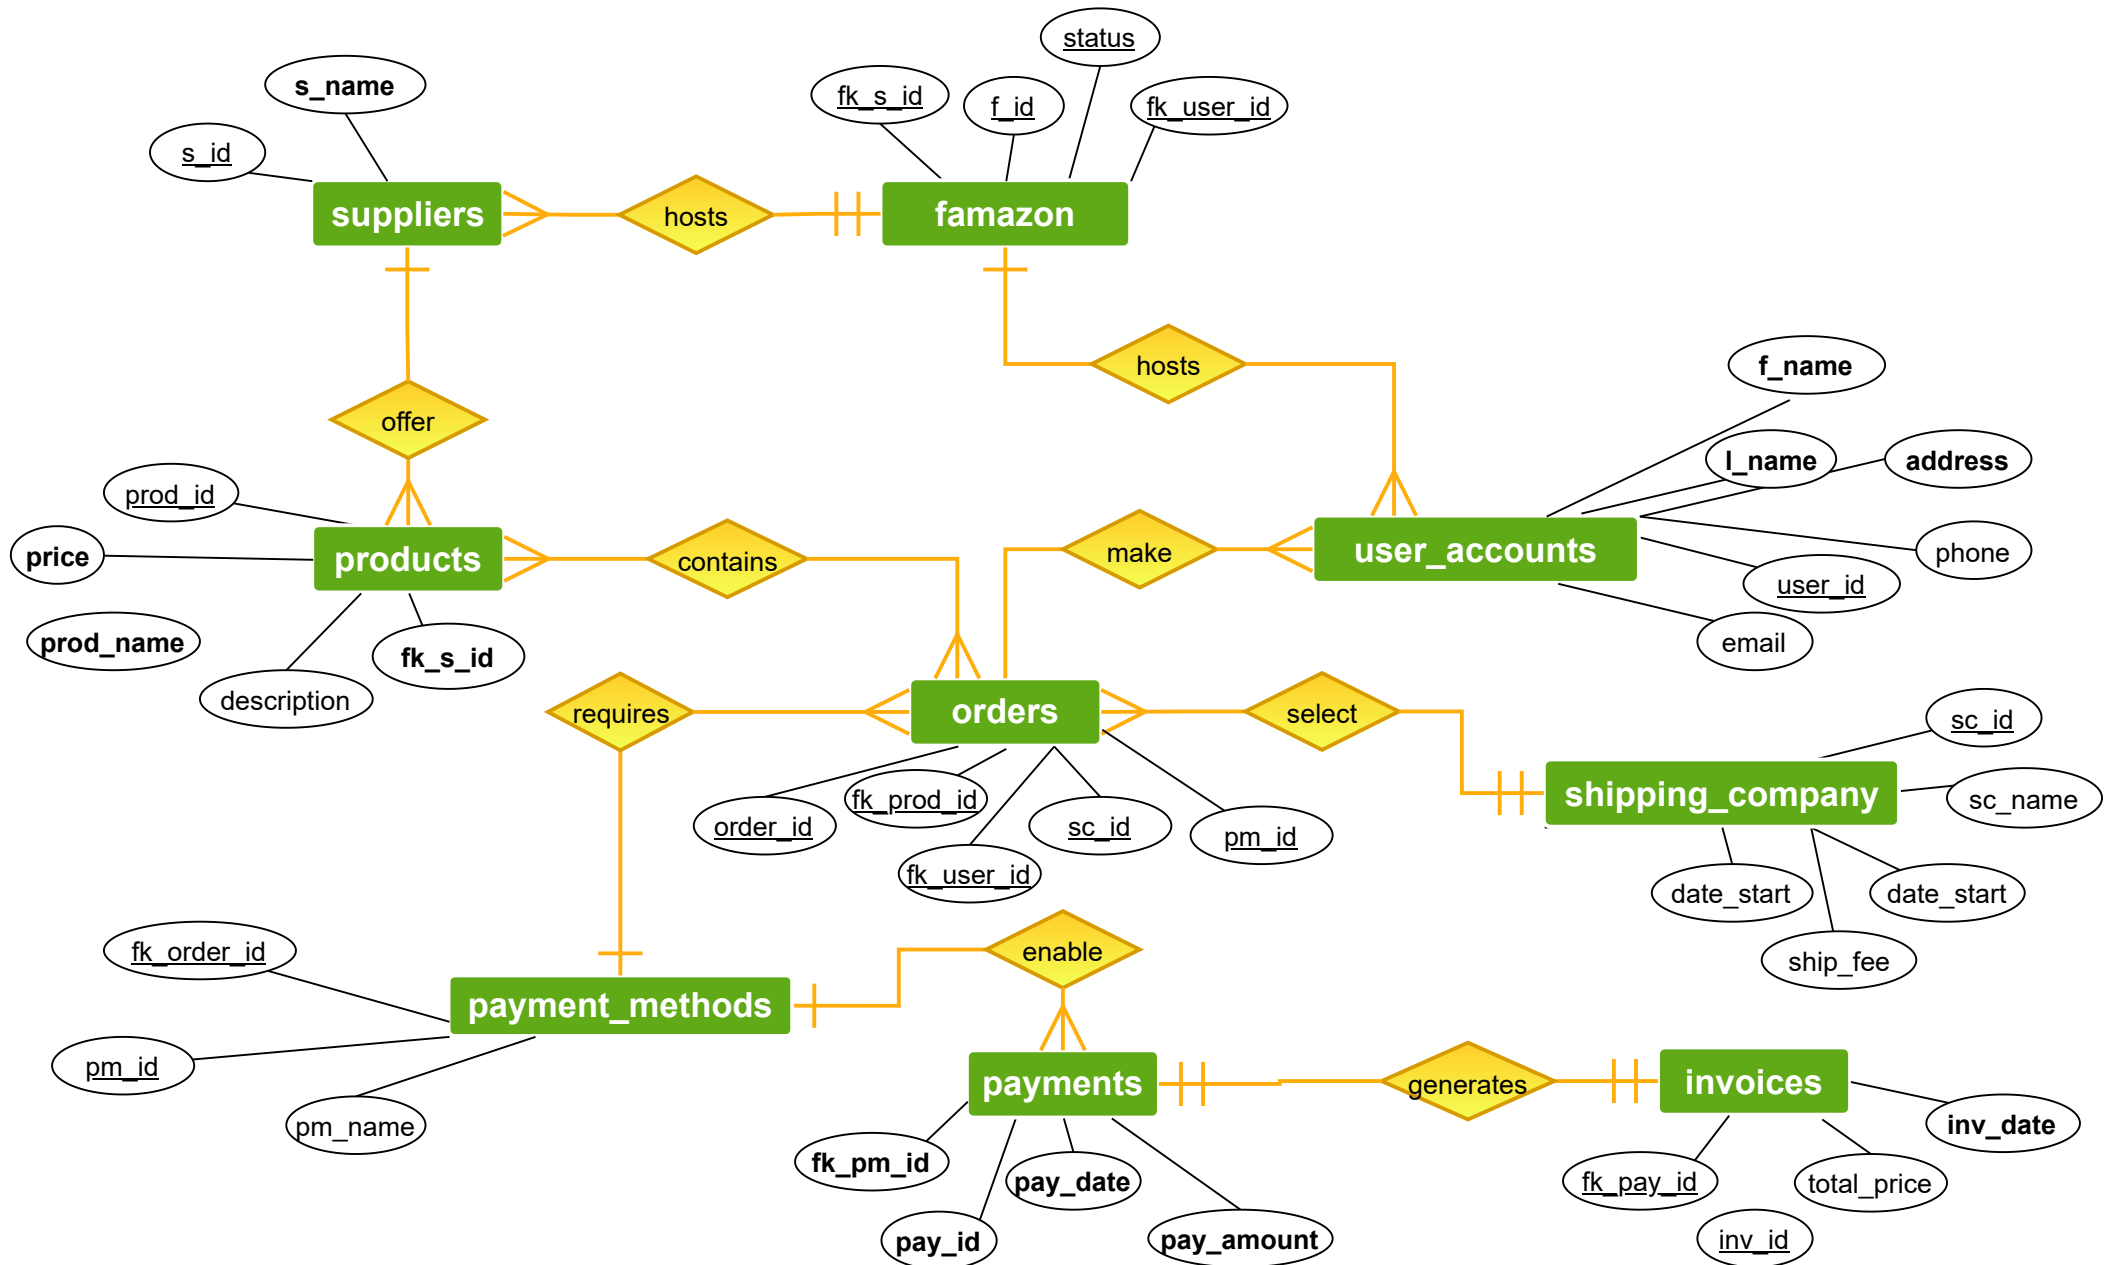 status
s_name
fk_s_id
f_id
fk_user_id
s_id
suppliers
hosts
famazon
hosts
f_name
offer
l_name
address
prod_id
price
products
contains
make
user_accounts
phone
user_id
prod_name
fk_s_id
email
description
requires
orders
select
sc_id
shipping_company
sc_name
fk_prod_id
order_id
sc_id
pm_id
fk_user_id
date_start
date_start
fk_order_id
enable
ship_fee
payment_methods
pm_id
payments
generates
invoices
pm_name
inv_date
fk_pm_id
pay_date
fk_pay_id
total_price
pay_id
pay_amount
inv_id